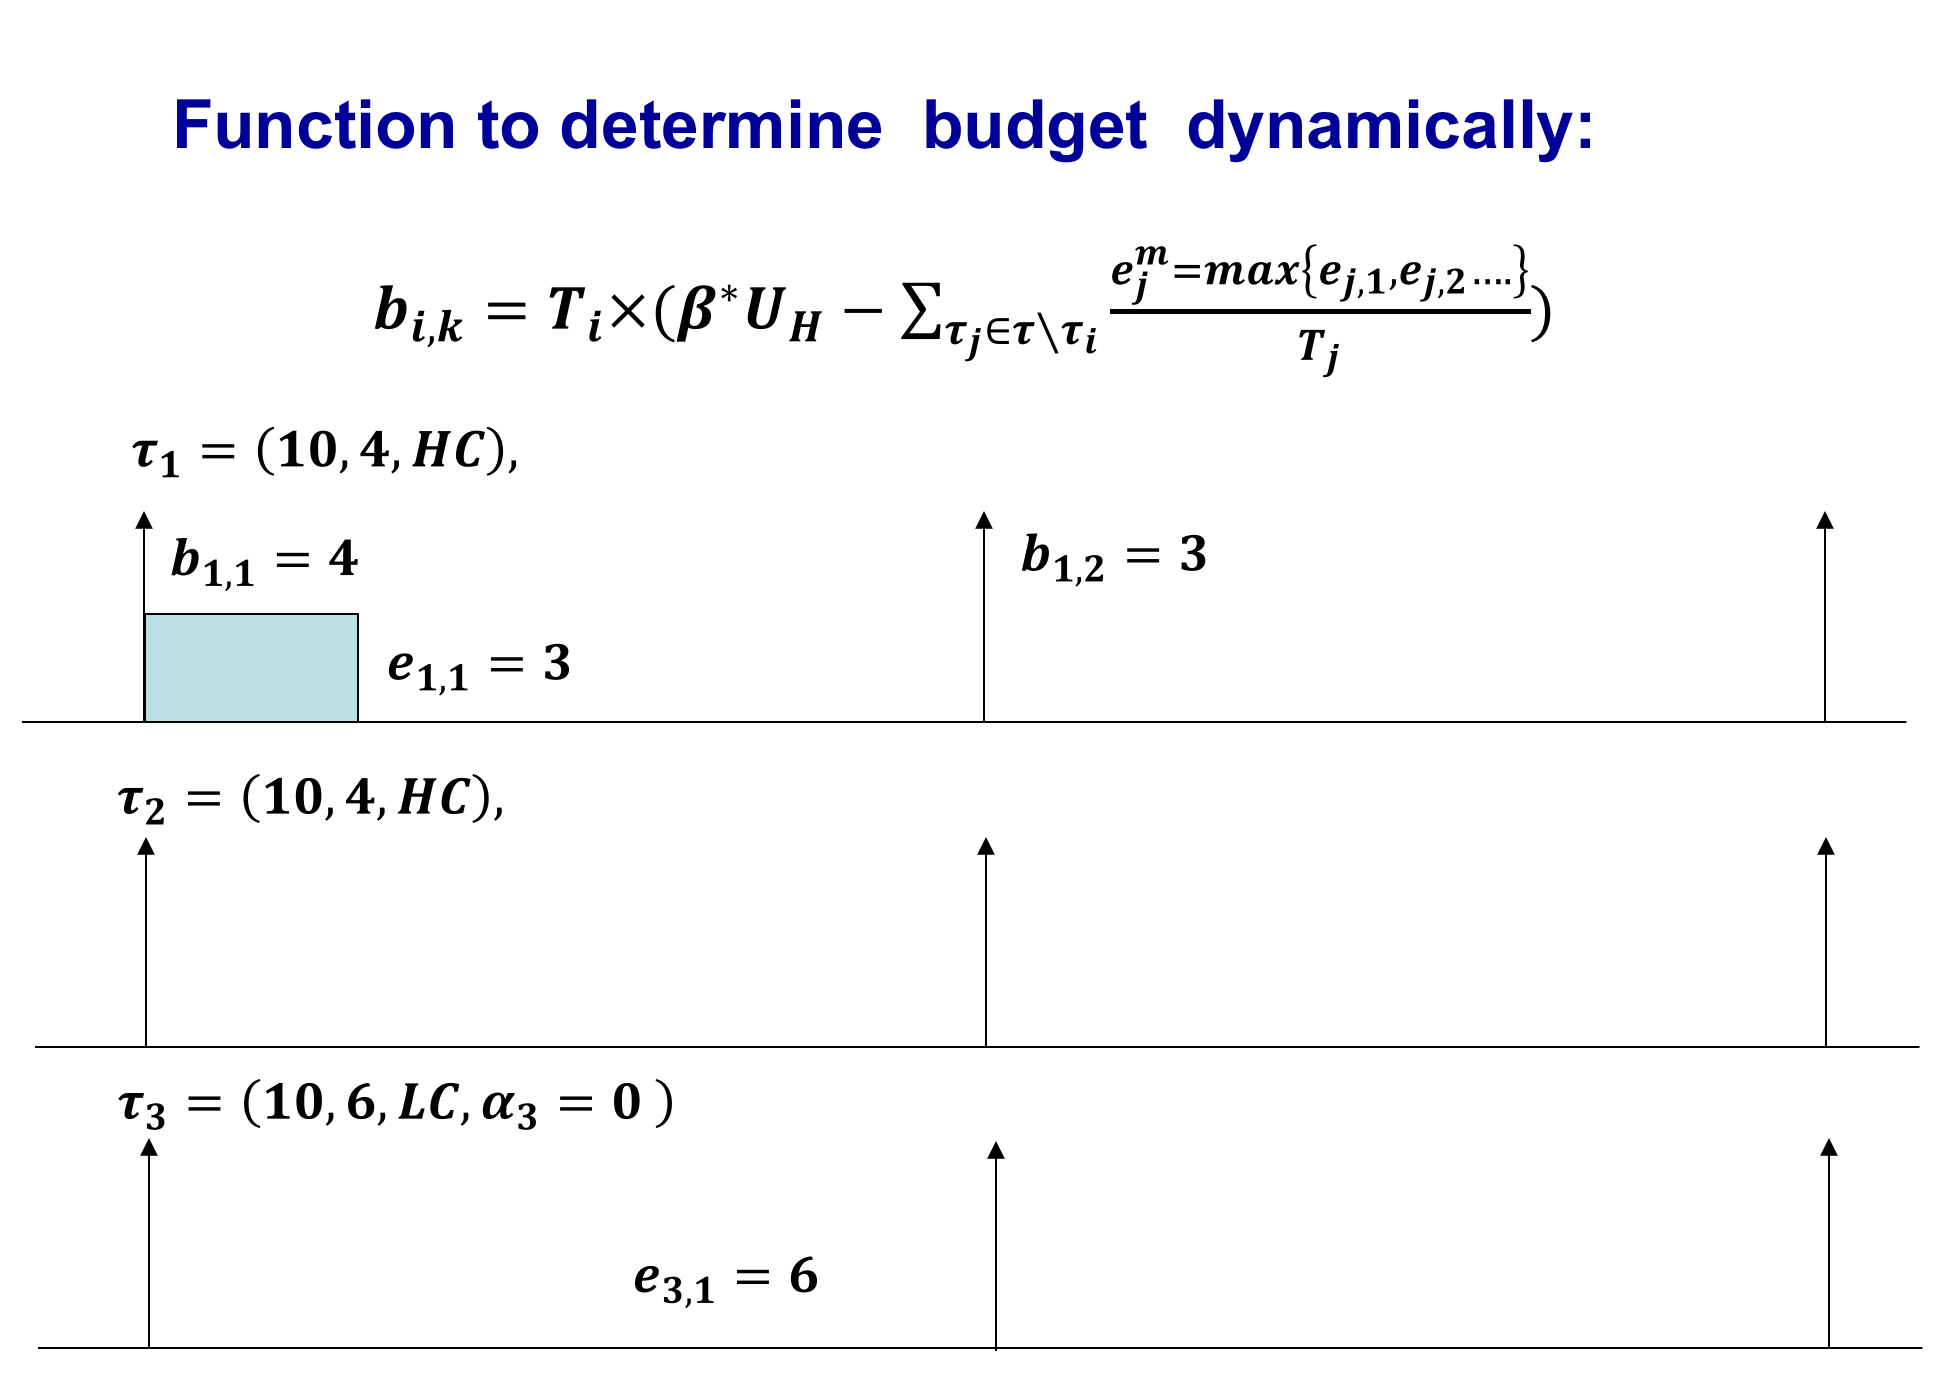 Function to determine budget dynamically:
$b_{i,k} = T_i \times (\beta^* U_H - \sum_{\tau_j \in \tau \setminus \tau_i} \frac{e_j^m = max\{e_{j,1}, e_{j,2} ....\}}{T_j})$
$\tau_1 = (10, 4, HC),$
$b_{1,1} = 4$
$b_{1,2} = 3$
$e_{1,1} = 3$
$\tau_2 = (10, 4, HC),$
$\tau_3 = (10, 6, LC, \alpha_3 = 0 )$
$e_{3,1} = 6$